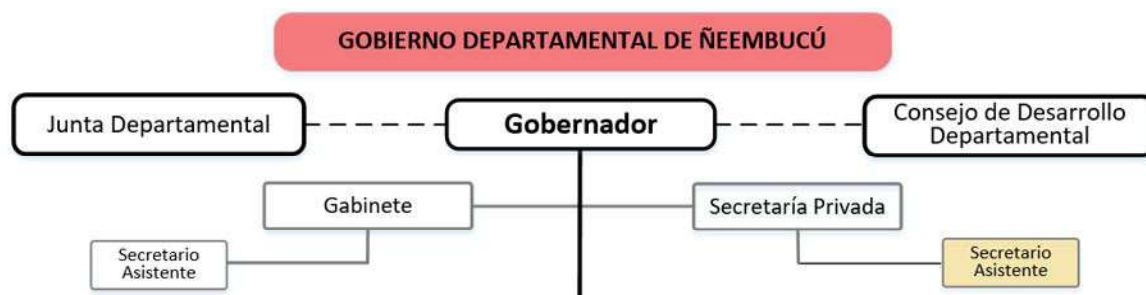 GOBIERNO DEPARTAMENTAL DE ÑEEMBUCÚ
Junta Departamental
Gobernador
Consejo de Desarrollo
Departamental
Gabinete
Secretaría Privada
Secretario
Asistente
Secretario
Asistente